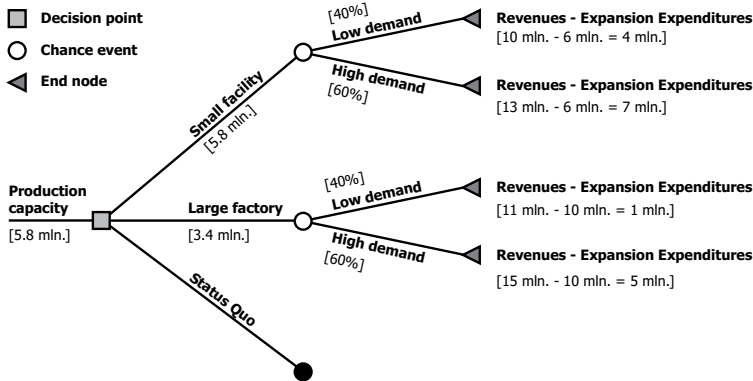 Decision point
Chance event
End node
Production
capacity
[5.8 mln.]
Small facility
[5.8 mln.]
Large factory
[3.4 mln.]
Status Quo
[40%]
Low demand
High demand
[60%]
[40%]
Low demand
High demand
[60%]
Revenues - Expansion Expenditures
[10 mln. - 6 mln. = 4 mln.]
Revenues - Expansion Expenditures
[13 mln. - 6 mln. = 7 mln.]
Revenues - Expansion Expenditures
[11 mln. - 10 mln. = 1 mln.]
Revenues - Expansion Expenditures
[15 mln. - 10 mln. = 5 mln.]